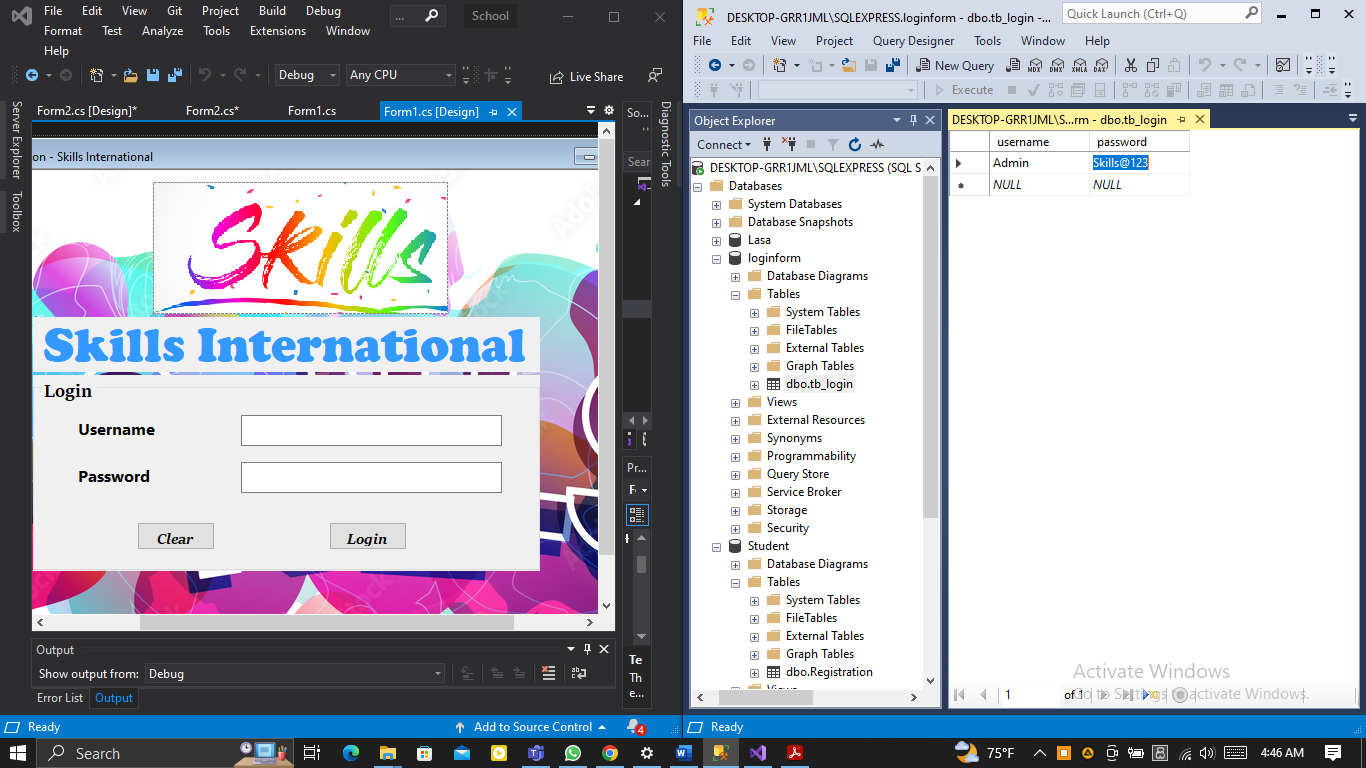 File Edit View Git Project Build Debug
... School
Format Test Analyze Tools Extensions Window
Help
Debug Any CPU Live Share
Form2.cs [Design]* Form2.cs* Form1.cs Form1.cs [Design]
Server Explorer
Toolbox
on - Skills International
Skills
Skills International
Login
Username
Password
Clear Login
So...
Sear
Diagnostic Tools
Pr...
Te
Th
e...
Output
Show output from: Debug
Error List Output
Ready Add to Source Control 4
DESKTOP-GRR1JML\SQLEXPRESS.loginform - dbo.tb_login -...
Quick Launch (Ctrl+Q)
File Edit View Project Query Designer Tools Window Help
New Query MDX DMX XMLA DAX
Execute
Object Explorer
Connect
DESKTOP-GRR1JML\SQLEXPRESS (SQL S
Databases
System Databases
Database Snapshots
Lasa
loginform
Database Diagrams
Tables
System Tables
FileTables
External Tables
Graph Tables
dbo.tb_login
Views
External Resources
Synonyms
Programmability
Query Store
Service Broker
Storage
Security
Student
Database Diagrams
Tables
System Tables
FileTables
External Tables
Graph Tables
dbo.Registration
Views
DESKTOP-GRR1JML\S...rm - dbo.tb_login
username password
Admin Skills@123
NULL NULL
Activate Windows
Go to Settings to activate Windows.
1 of 1
Ready
Search
75°F 4:46 AM